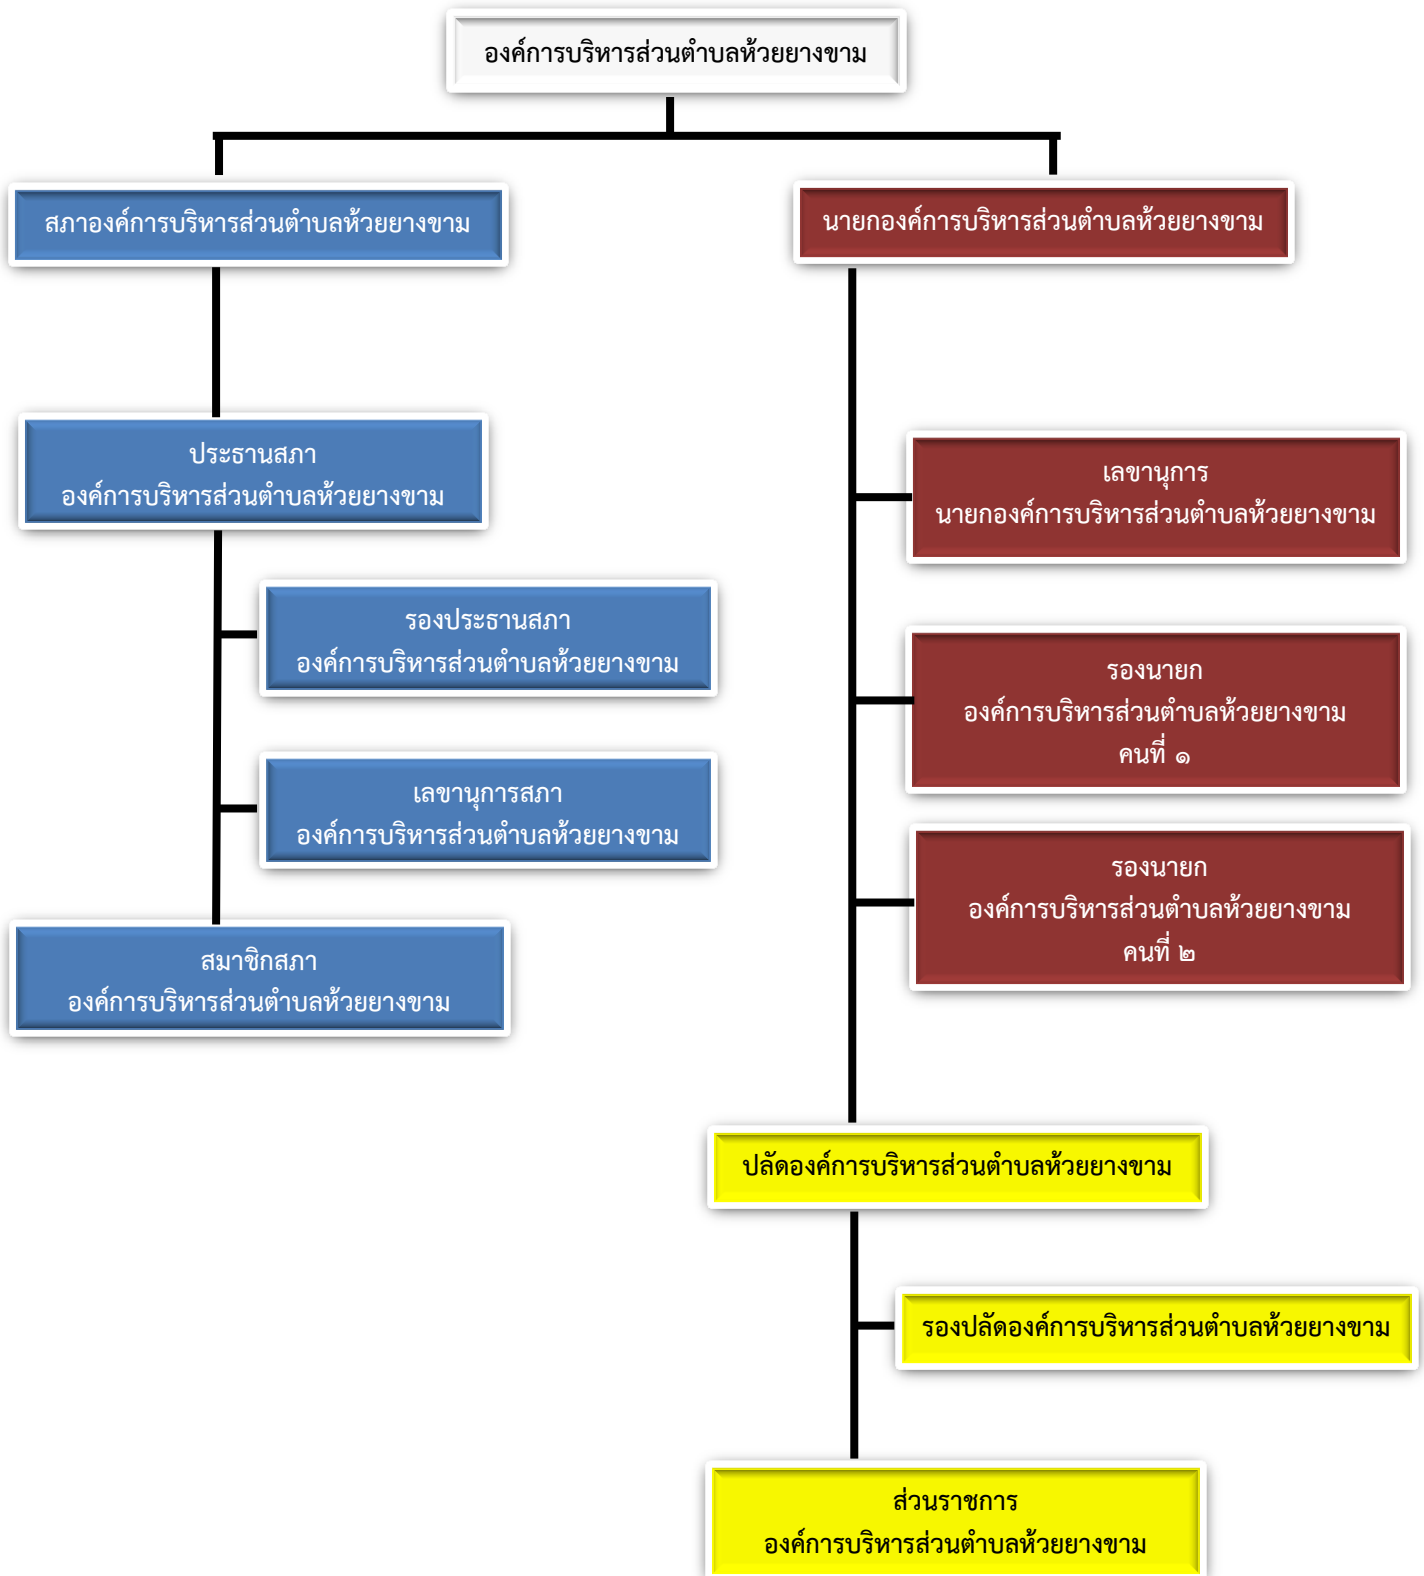 องค์การบริหารส่วนตำบลห้วยยางขาม
สภาองค์การบริหารส่วนตำบลห้วยยางขาม
นายกองค์การบริหารส่วนตำบลห้วยยางขาม
ประธานสภา
องค์การบริหารส่วนตำบลห้วยยางขาม
รองประธานสภา
องค์การบริหารส่วนตำบลห้วยยางขาม
เลขานุการสภา
องค์การบริหารส่วนตำบลห้วยยางขาม
สมาชิกสภา
องค์การบริหารส่วนตำบลห้วยยางขาม
เลขานุการ
นายกองค์การบริหารส่วนตำบลห้วยยางขาม
รองนายก
องค์การบริหารส่วนตำบลห้วยยางขาม
คนที่ ๑
รองนายก
องค์การบริหารส่วนตำบลห้วยยางขาม
คนที่ ๒
ปลัดองค์การบริหารส่วนตำบลห้วยยางขาม
รองปลัดองค์การบริหารส่วนตำบลห้วยยางขาม
ส่วนราชการ
องค์การบริหารส่วนตำบลห้วยยางขาม